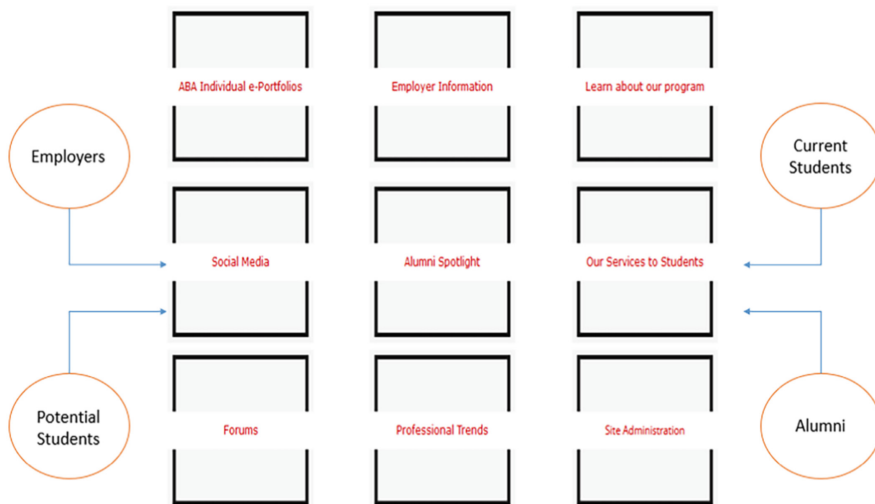 ABA Individual e-Portfolios
Employer Information
Learn about our program
Employers
Current
Students
Social Media
Alumni Spotlight
Our Services to Students
Potential
Students
Forums
Professional Trends
Site Administration
Alumni